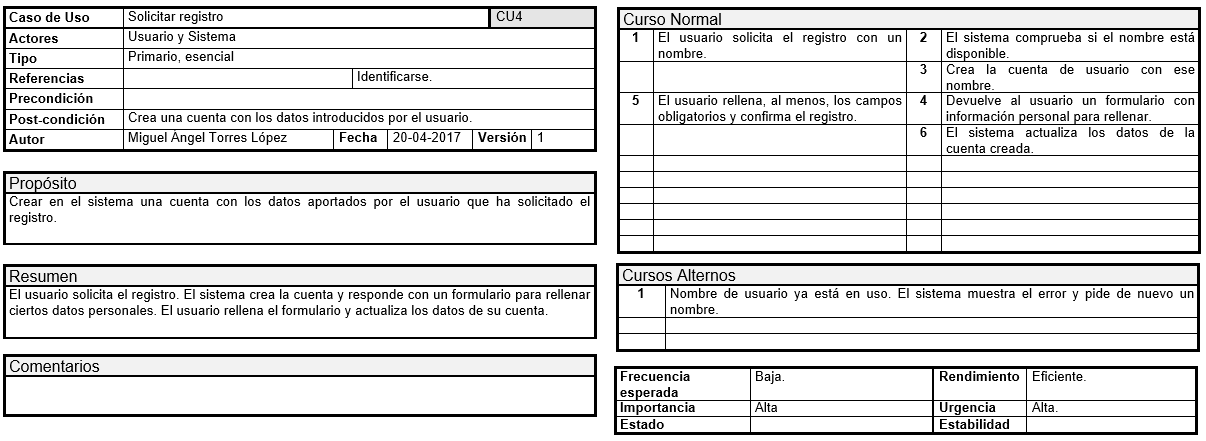 Caso de Uso Solicitar registro CU4
Actores Usuario y Sistema
Tipo Primario, esencial
Referencias Identificarse.
Precondición
Post-condición Crea una cuenta con los datos introducidos por el usuario.
Autor Miguel Ángel Torres López Fecha 20-04-2017 Versión 1
Propósito
Crear en el sistema una cuenta con los datos aportados por el usuario que ha solicitado el
registro.
Resumen
El usuario solicita el registro. El sistema crea la cuenta y responde con un formulario para rellenar
ciertos datos personales. El usuario rellena el formulario y actualiza los datos de su cuenta.
Comentarios
Curso Normal
1 El usuario solicita el registro con un 2 El sistema comprueba si el nombre está
nombre. disponible.
3 Crea la cuenta de usuario con ese
nombre.
5 El usuario rellena, al menos, los campos 4 Devuelve al usuario un formulario con
obligatorios y confirma el registro. información personal para rellenar.
6 El sistema actualiza los datos de la
cuenta creada.
Cursos Alternos
1 Nombre de usuario ya está en uso. El sistema muestra el error y pide de nuevo un
nombre.
Frecuencia Baja. Rendimiento Eficiente.
esperada
Importancia Alta Urgencia Alta.
Estado Estabilidad